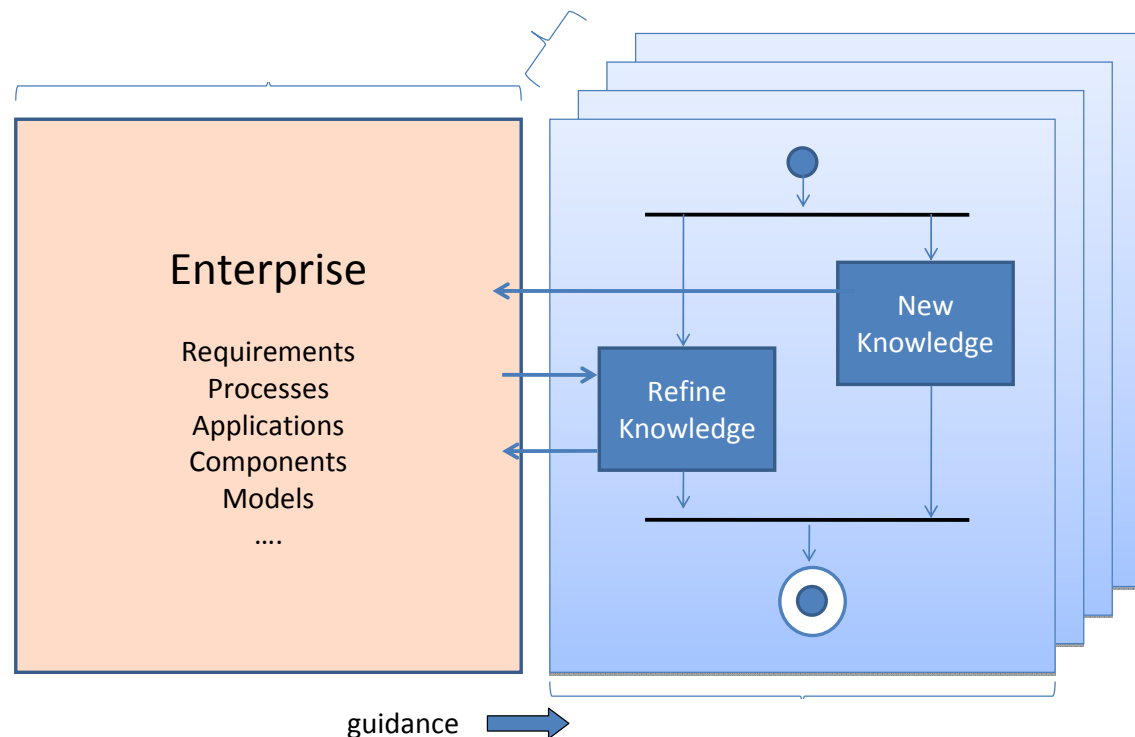 Enterprise
Requirements
Processes
Applications
Components
Models
....
New
Knowledge
Refine
Knowledge
guidance